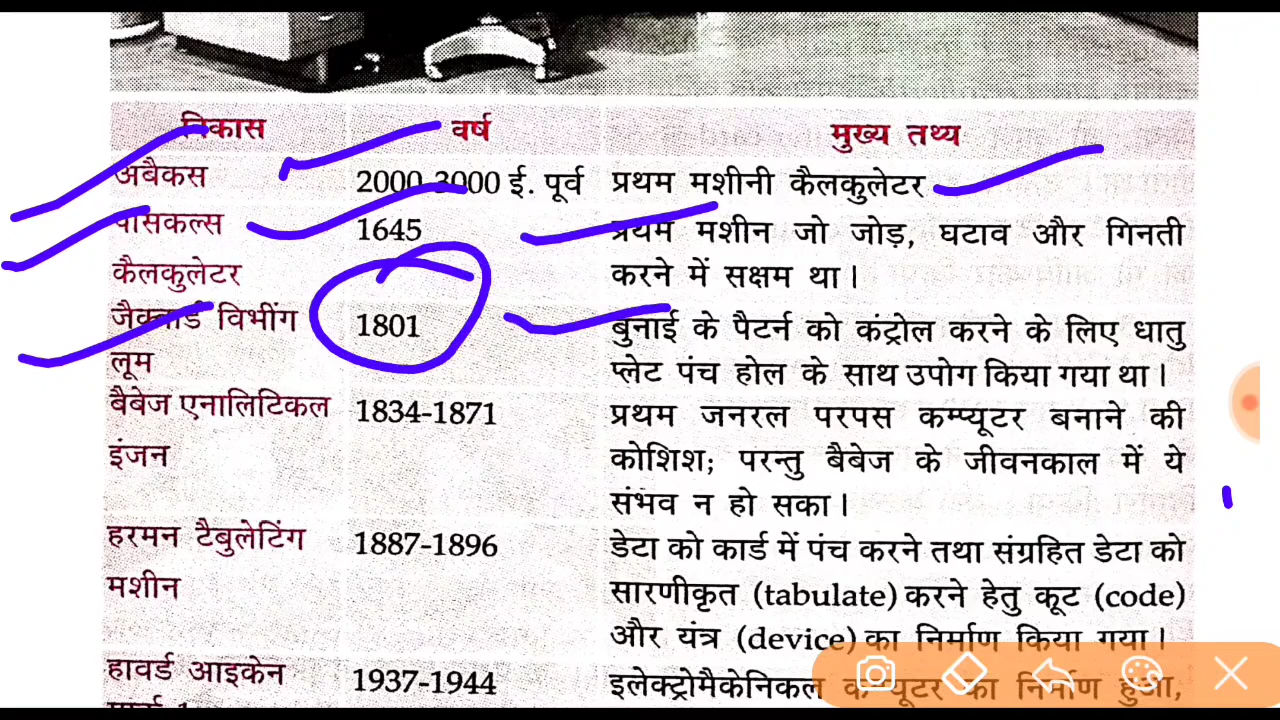 विकास वर्ष मुख्य तथ्य
अबैकस 2000-3000 ई. पूर्व प्रथम मशीनी कैलकुलेटर
पासकल्स 1645 प्रथम मशीन जो जोड़, घटाव और गिनती
कैलकुलेटर करने में सक्षम था।
जैक्वार्ड विभींग 1801 बुनाई के पैटर्न को कंट्रोल करने के लिए धातु
लूम प्लेट पंच होल के साथ उपोग किया गया था।
बैबेज एनालिटिकल 1834-1871 प्रथम जनरल परपस कम्प्यूटर बनाने की
इंजन कोशिश; परन्तु बैबेज के जीवनकाल में ये
संभव न हो सका।
हरमन टैबुलेटिंग 1887-1896 डेटा को कार्ड में पंच करने तथा संग्रहित डेटा को
मशीन सारणीकृत (tabulate) करने हेतु कूट (code)
और यंत्र (device) का निर्माण किया गया।
हावर्ड आइकेन 1937-1944 इलेक्ट्रोमैकेनिकल का निर्माण हुआ,